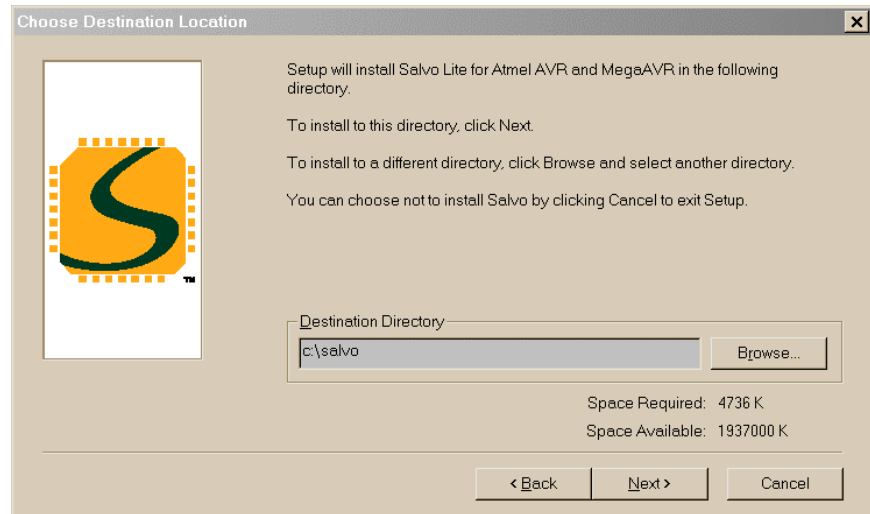 Choose Destination Location
Setup will install Salvo Lite for Atmel AVR and MegaAVR in the following
directory.
To install to this directory, click Next.
To install to a different directory, click Browse and select another directory.
You can choose not to install Salvo by clicking Cancel to exit Setup.
S
TM
Destination Directory
c:\salvo
Browse...
Space Required: 4736 K
Space Available: 1937000 K
< Back
Next >
Cancel